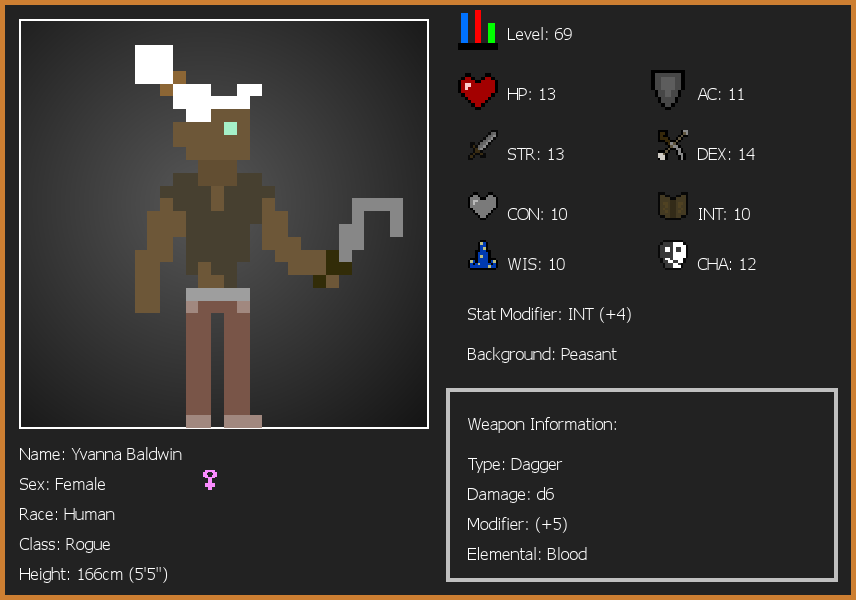 Level: 69
HP: 13
AC: 11
STR: 13
DEX: 14
CON: 10
INT: 10
WIS: 10
CHA: 12
Stat Modifier: INT (+4)
Background: Peasant
Weapon Information:
Type: Dagger
Damage: d6
Modifier: (+5)
Elemental: Blood
Name: Yvanna Baldwin
Sex: Female
Race: Human
Class: Rogue
Height: 166cm (5'5")